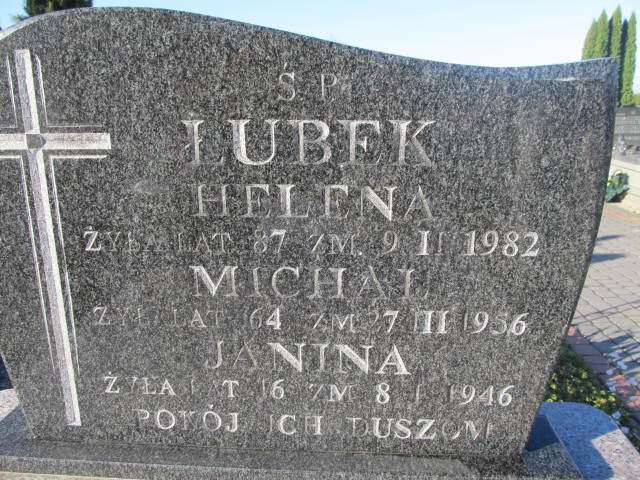 Ś P
ŁUBEK
HELENA
ŻYŁA LAT 87 ZM. 9 II 1982
MICHAŁ
ŻYŁ LAT 64 ZM 27 III 1956
JANINA
ŻYŁA LAT 16 ZM 8 I 1946
POKÓJ ICH DUSZOM